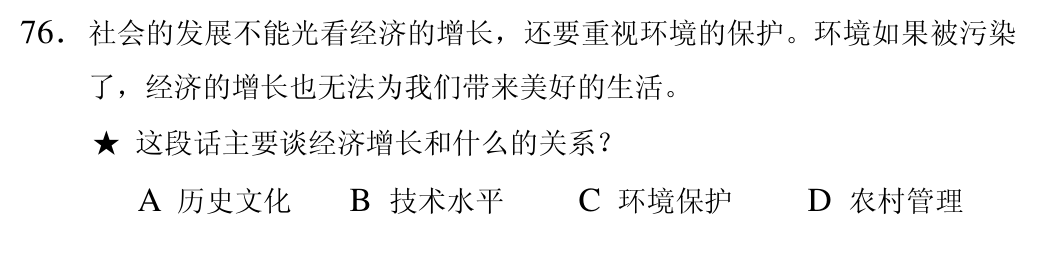 76． 社会的发展不能光看经济的增长，还要重视环境的保护。环境如果被污染
了，经济的增长也无法为我们带来美好的生活。
★ 这段话主要谈经济增长和什么的关系？
A 历史文化 B 技术水平 C 环境保护 D 农村管理